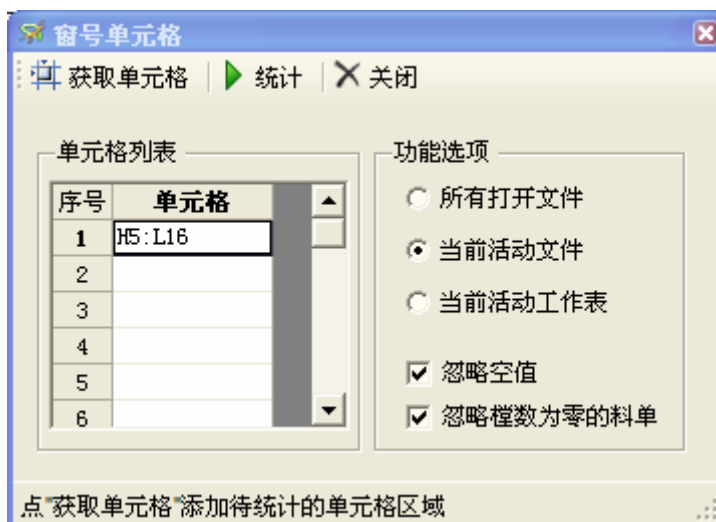 窗号单元格
获取单元格 统计 关闭
单元格列表
序号 单元格
1 H5:L16
2
3
4
5
6
功能选项
所有打开文件
当前活动文件
当前活动工作表
忽略空值
忽略樘数为零的料单
点"获取单元格"添加待统计的单元格区域